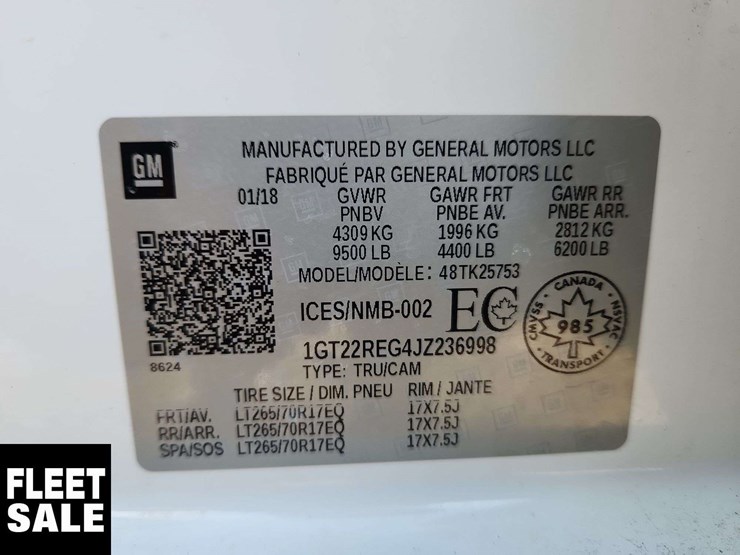 GM
MANUFACTURED BY GENERAL MOTORS LLC
FABRIQUÉ PAR GENERAL MOTORS LLC
01/18 GVWR GAWR FRT GAWR RR
PNBV PNBE AV. PNBE ARR.
4309 KG 1996 KG 2812 KG
9500 LB 4400 LB 6200 LB
MODEL/MODÈLE: 48TK25753
ICES/NMB-002 EC
CANADA
CMVSS 985 NSVAC
TRANSPORT
1GT22REG4JZ236998
8624
TYPE: TRU/CAM
TIRE SIZE / DIM. PNEU RIM / JANTE
FRT/AV. LT265/70R17EQ 17X7.5J
RR/ARR. LT265/70R17EQ 17X7.5J
SPA/SOS LT265/70R17EQ 17X7.5J
FLEET
SALE